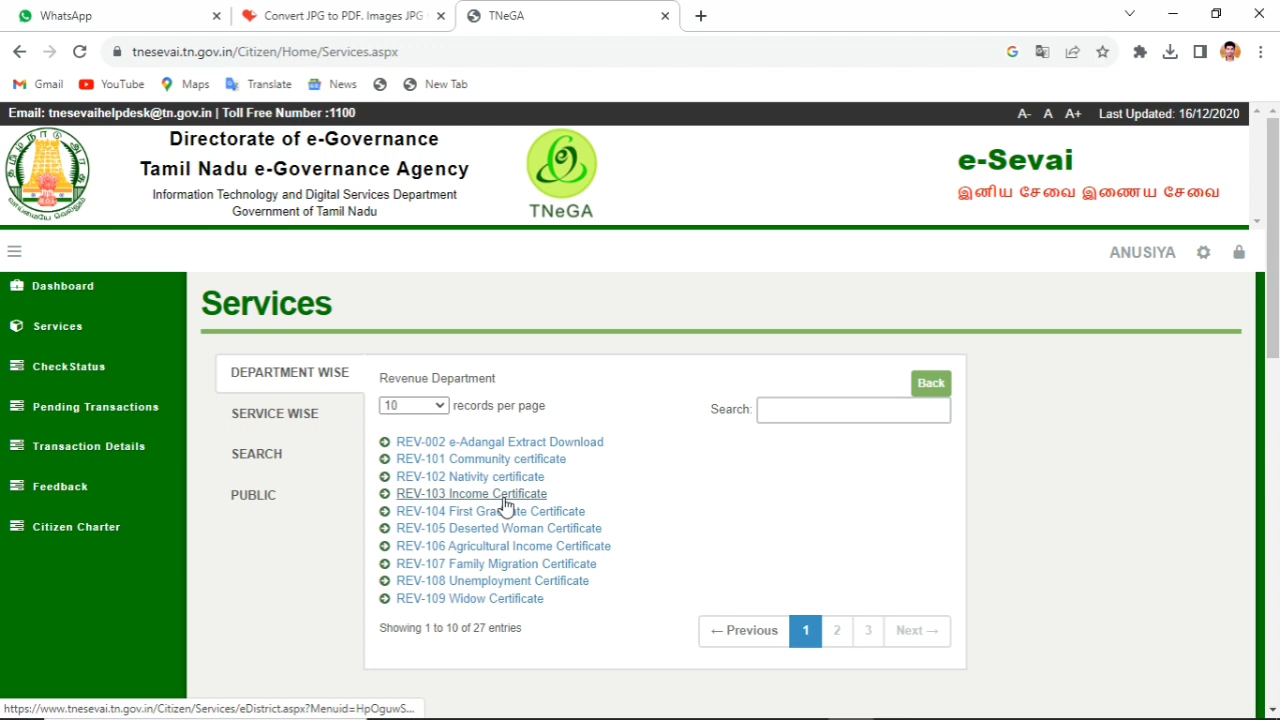 WhatsApp
Convert JPG to PDF. Images JPG
TNeGA
tnesevai.tn.gov.in/Citizen/Home/Services.aspx
Gmail
YouTube
Maps
Translate
News
New Tab
Email: tnesevaihelpdesk@tn.gov.in | Toll Free Number :1100
A- A A+ Last Updated: 16/12/2020
Directorate of e-Governance
Tamil Nadu e-Governance Agency
Information Technology and Digital Services Department
Government of Tamil Nadu
TNeGA
e-Sevai
இனிய சேவை இணைய சேவை
ANUSIYA
Dashboard
Services
CheckStatus
Pending Transactions
Transaction Details
Feedback
Citizen Charter
Services
DEPARTMENT WISE
SERVICE WISE
SEARCH
PUBLIC
Revenue Department
Back
10 records per page
Search:
REV-002 e-Adangal Extract Download
REV-101 Community certificate
REV-102 Nativity certificate
REV-103 Income Certificate
REV-104 First Graduate Certificate
REV-105 Deserted Woman Certificate
REV-106 Agricultural Income Certificate
REV-107 Family Migration Certificate
REV-108 Unemployment Certificate
REV-109 Widow Certificate
Showing 1 to 10 of 27 entries
← Previous 1 2 3 Next →
https://www.tnesevai.tn.gov.in/Citizen/Services/eDistrict.aspx?Menuid=HpOguwS...